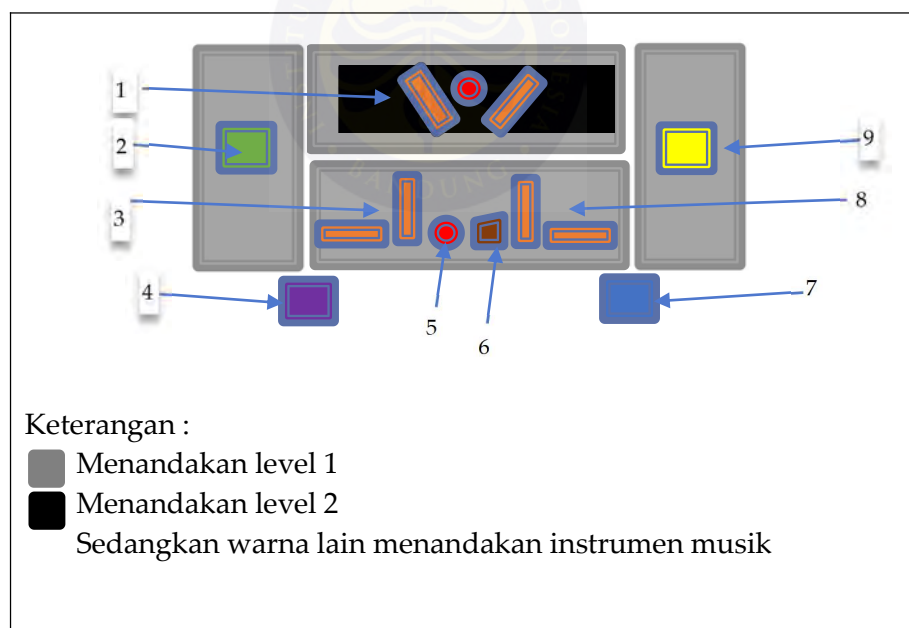 1
2
3
4
5
6
7
8
9
BANDUNG
Keterangan :
Menandakan level 1
Menandakan level 2
Sedangkan warna lain menandakan instrumen musik